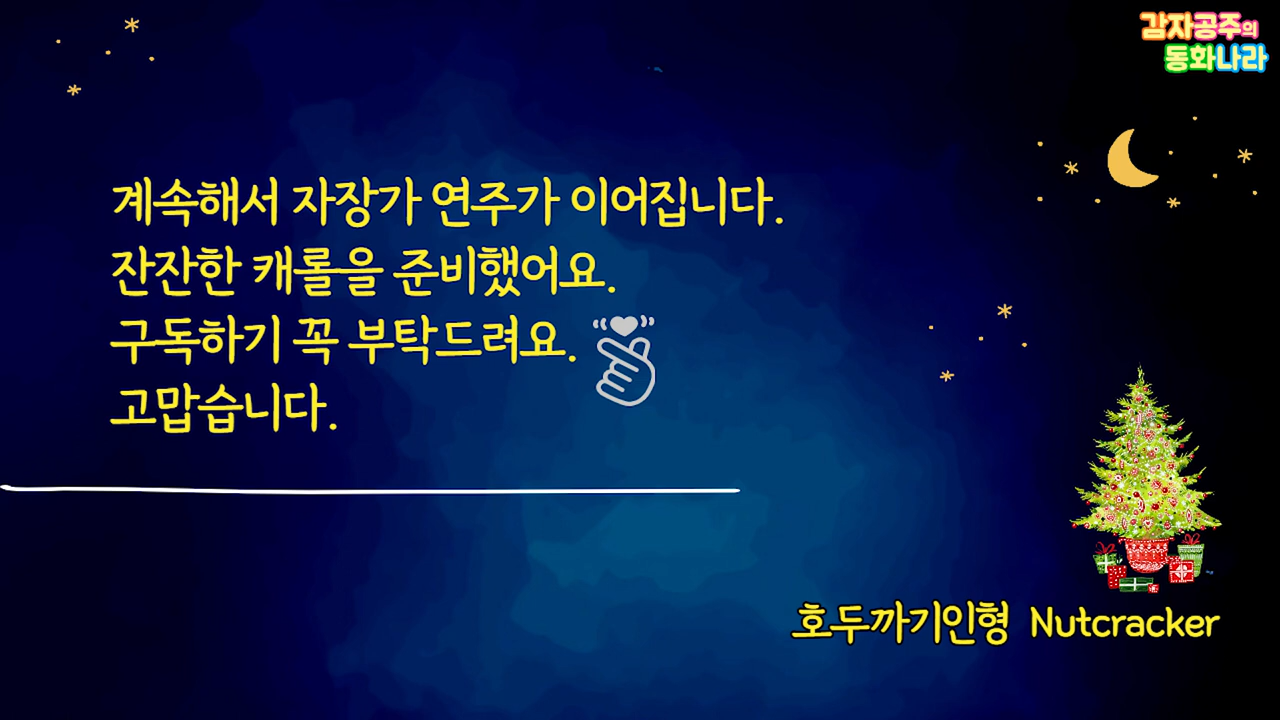 감자공주의
동화나라
계속해서 자장가 연주가 이어집니다.
잔잔한 캐롤을 준비했어요.
구독하기 꼭 부탁드려요.
고맙습니다.
호두까기인형 Nutcracker